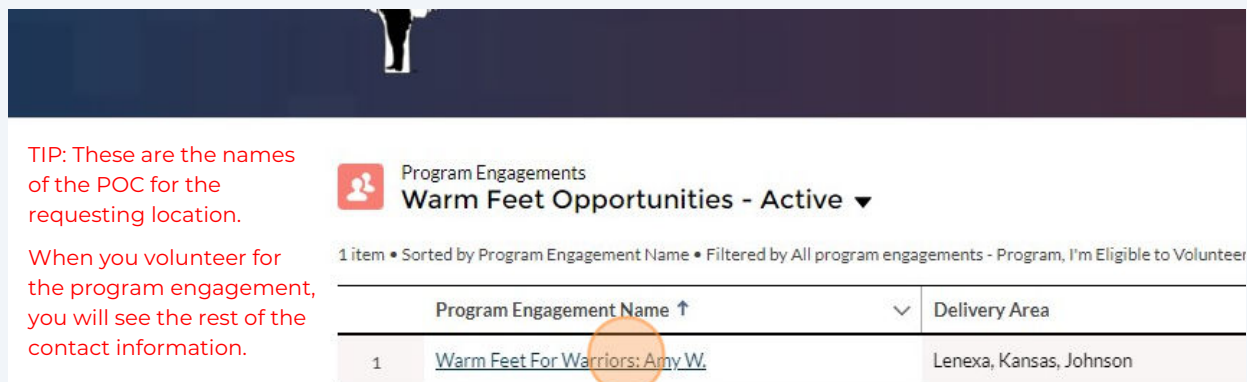 TIP: These are the names
of the POC for the
requesting location.
When you volunteer for
the program engagement,
you will see the rest of the
contact information.
Program Engagements
Warm Feet Opportunities - Active
1 item • Sorted by Program Engagement Name • Filtered by All program engagements - Program, I'm Eligible to Volunteer
Program Engagement Name ↑ Delivery Area
1 Warm Feet For Warriors: Amy W. Lenexa, Kansas, Johnson